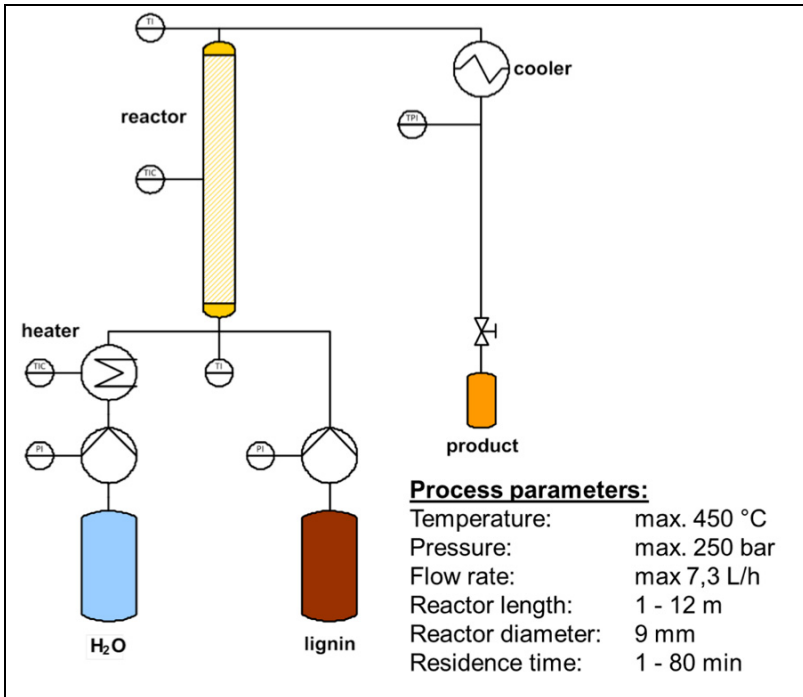 TI
cooler
reactor
TPI
TIC
heater
TIC
TI
PI
PI
product
H₂O
lignin
Process parameters:
Temperature: max. 450 °C
Pressure: max. 250 bar
Flow rate: max 7,3 L/h
Reactor length: 1 - 12 m
Reactor diameter: 9 mm
Residence time: 1 - 80 min